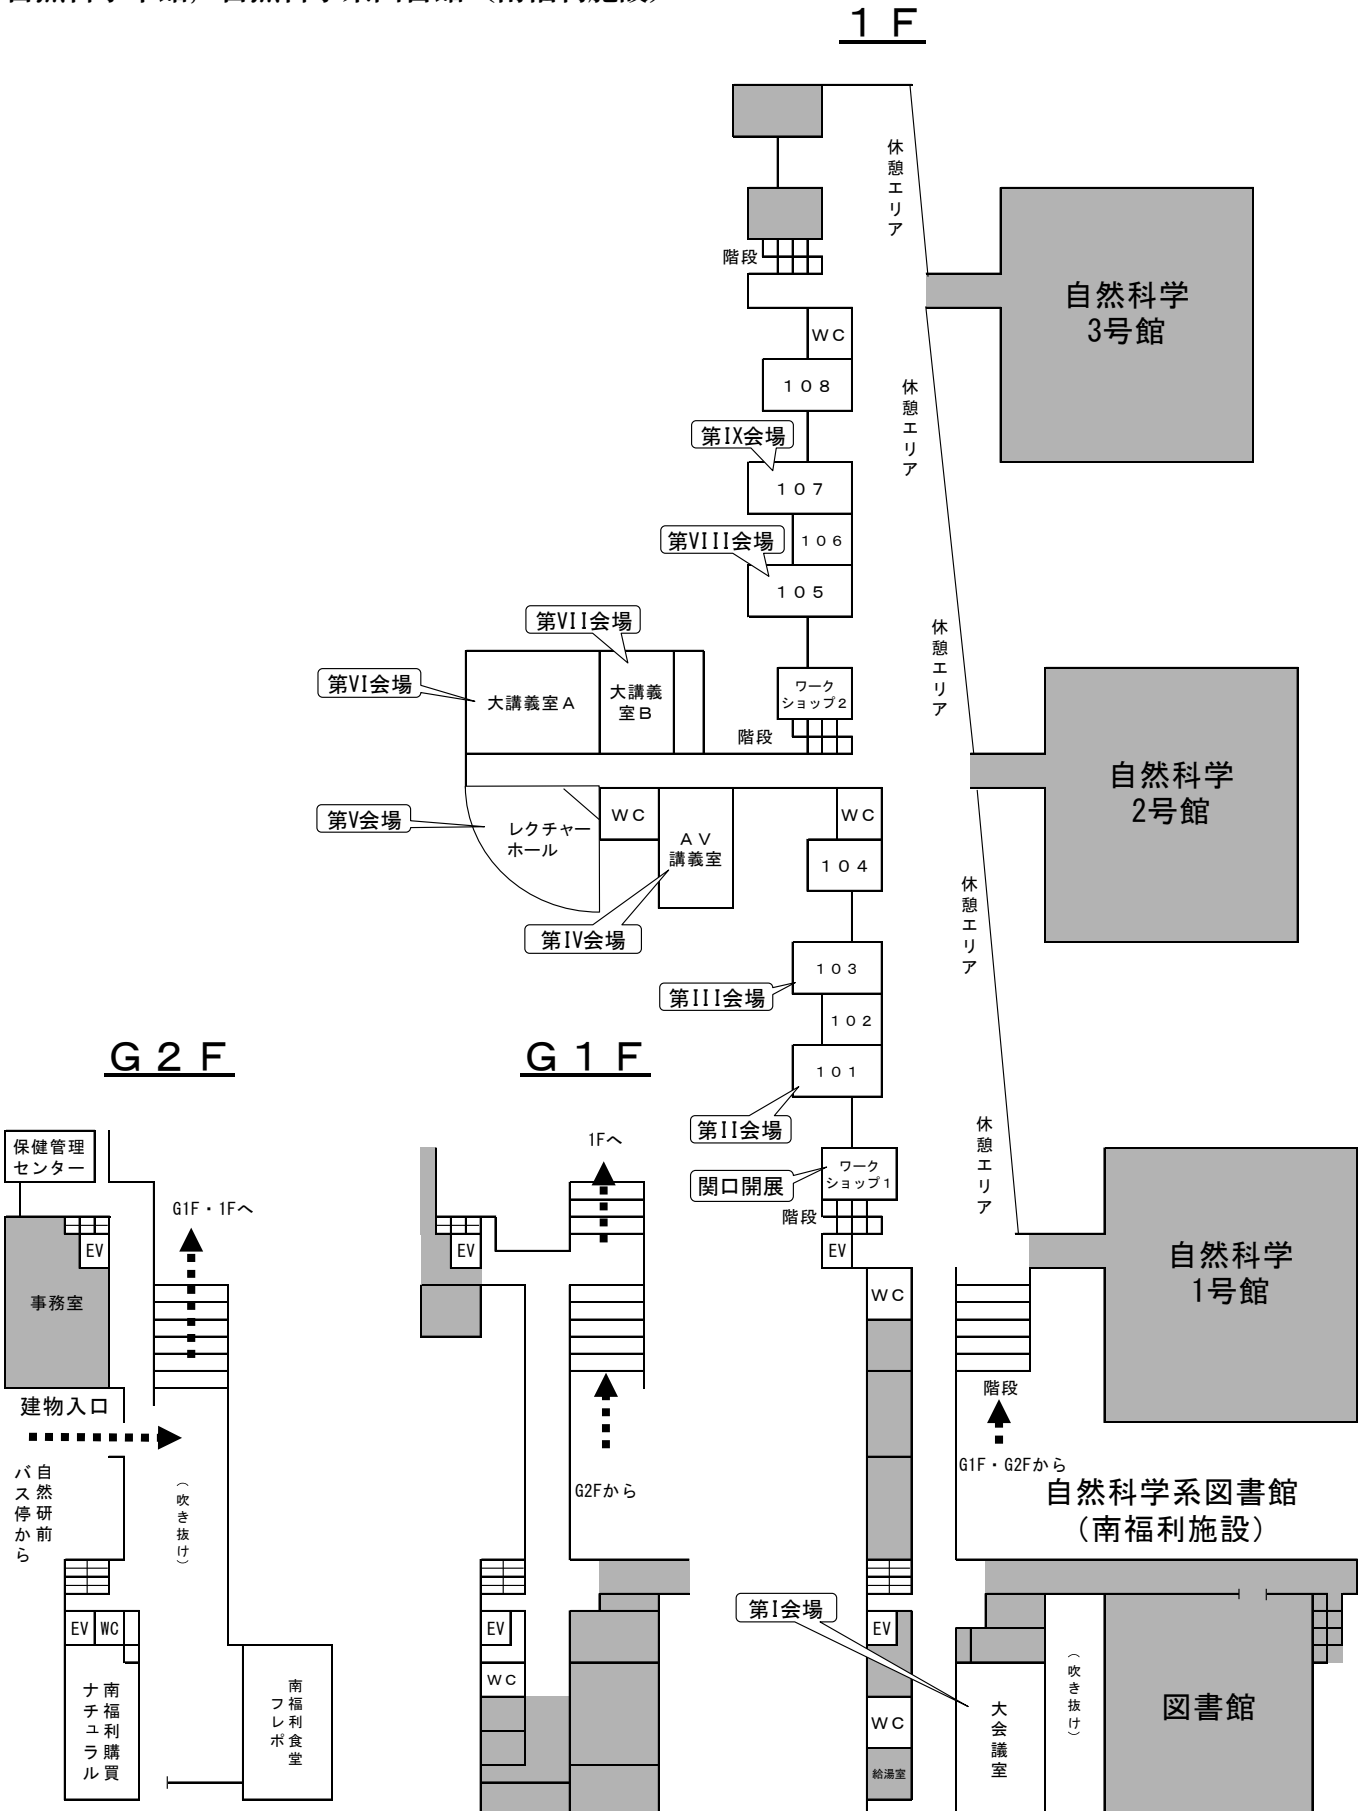 自然科学本館，自然科学系図書館（南福利施設）
１Ｆ
休憩エリア
階段
自然科学
3号館
ＷＣ
１０８
休憩エリア
第IX会場
１０７
１０６
第VIII会場
１０５
第VII会場
休憩エリア
第VI会場
大講義室Ａ
大講義
室Ｂ
ワーク
ショップ２
階段
自然科学
2号館
第V会場
レクチャー
ホール
ＷＣ
ＡＶ
講義室
ＷＣ
１０４
休憩エリア
第IV会場
１０３
第III会場
１０２
１０１
第II会場
休憩エリア
関口開展
ワーク
ショップ１
階段
EV
自然科学
1号館
ＷＣ
階段
G1F・G2Fから
自然科学系図書館
（南福利施設）
第I会場
EV
ＷＣ
給湯室
大会議室
（吹き抜け）
図書館
Ｇ２Ｆ
保健管理
センター
G1F・1Fへ
EV
事務室
建物入口
自然研前
バス停から
（吹き抜け）
EV
WC
南福利購買
ナチュラル
南福利食堂
フレポ
Ｇ１Ｆ
1Fへ
EV
G2Fから
EV
ＷＣ